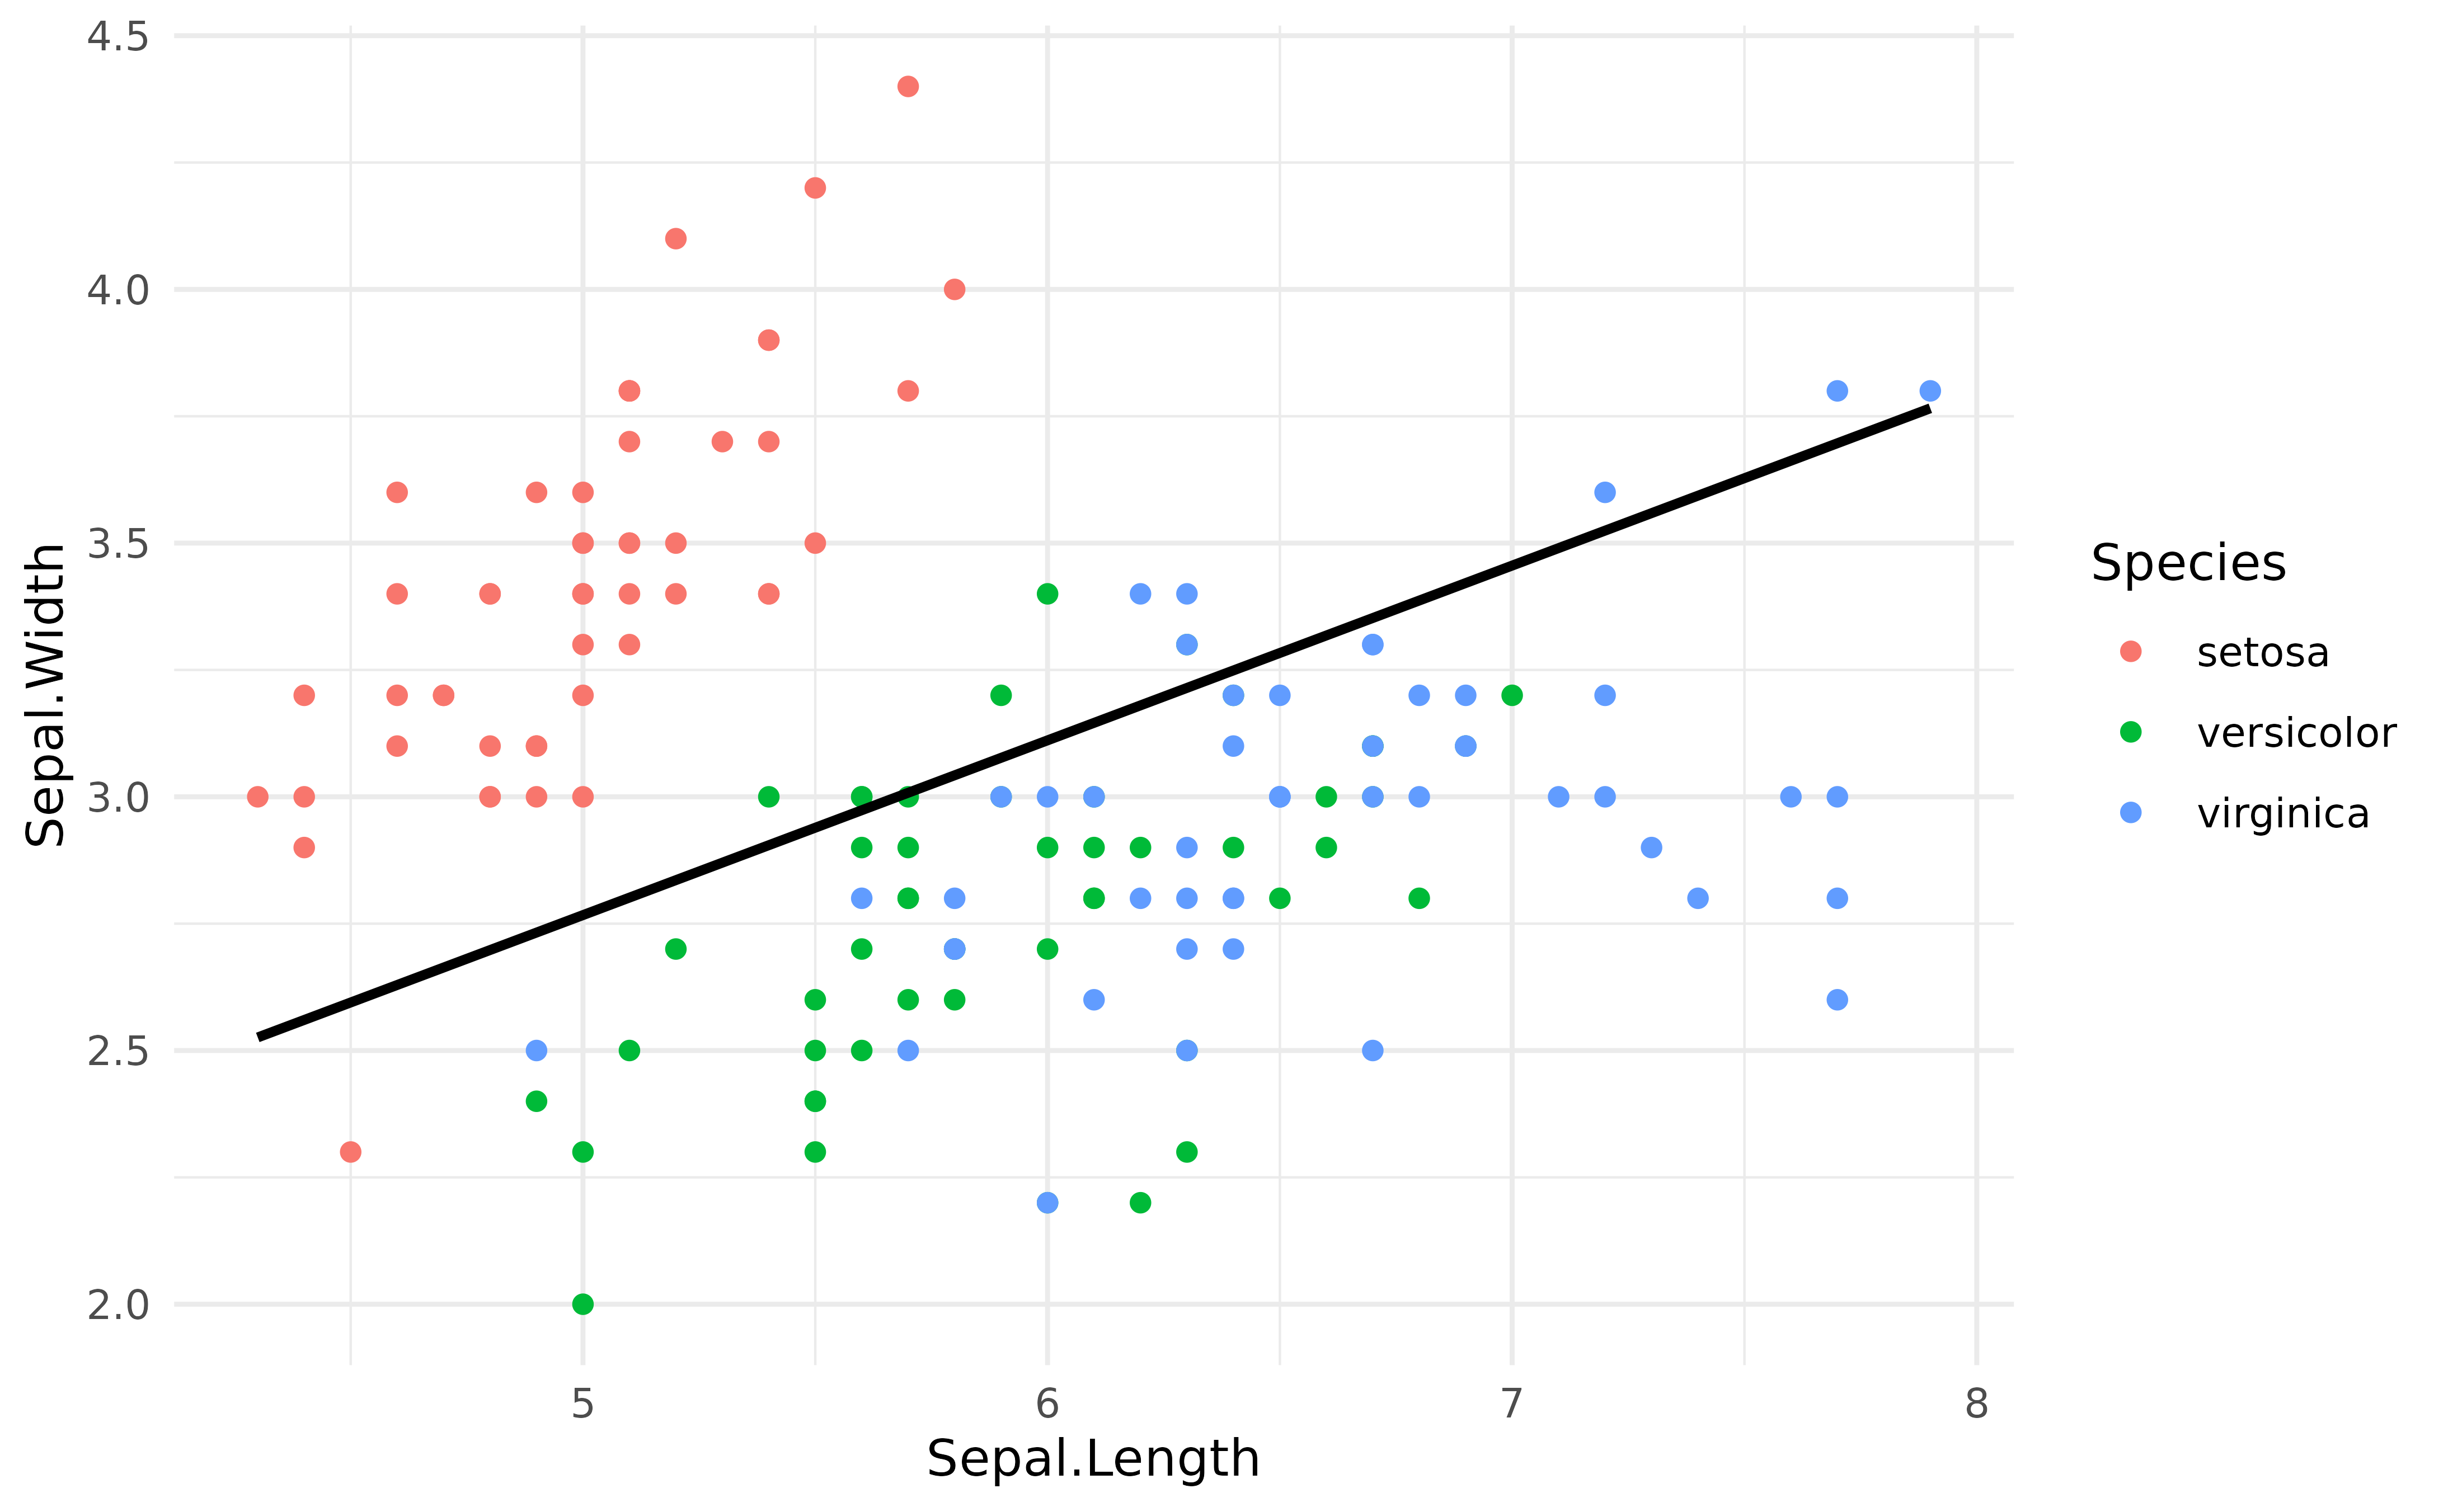 4.5
4.0
3.5
3.0
2.5
2.0
Sepal.Width
5 6 7 8
Sepal.Length
Species
setosa
versicolor
virginica